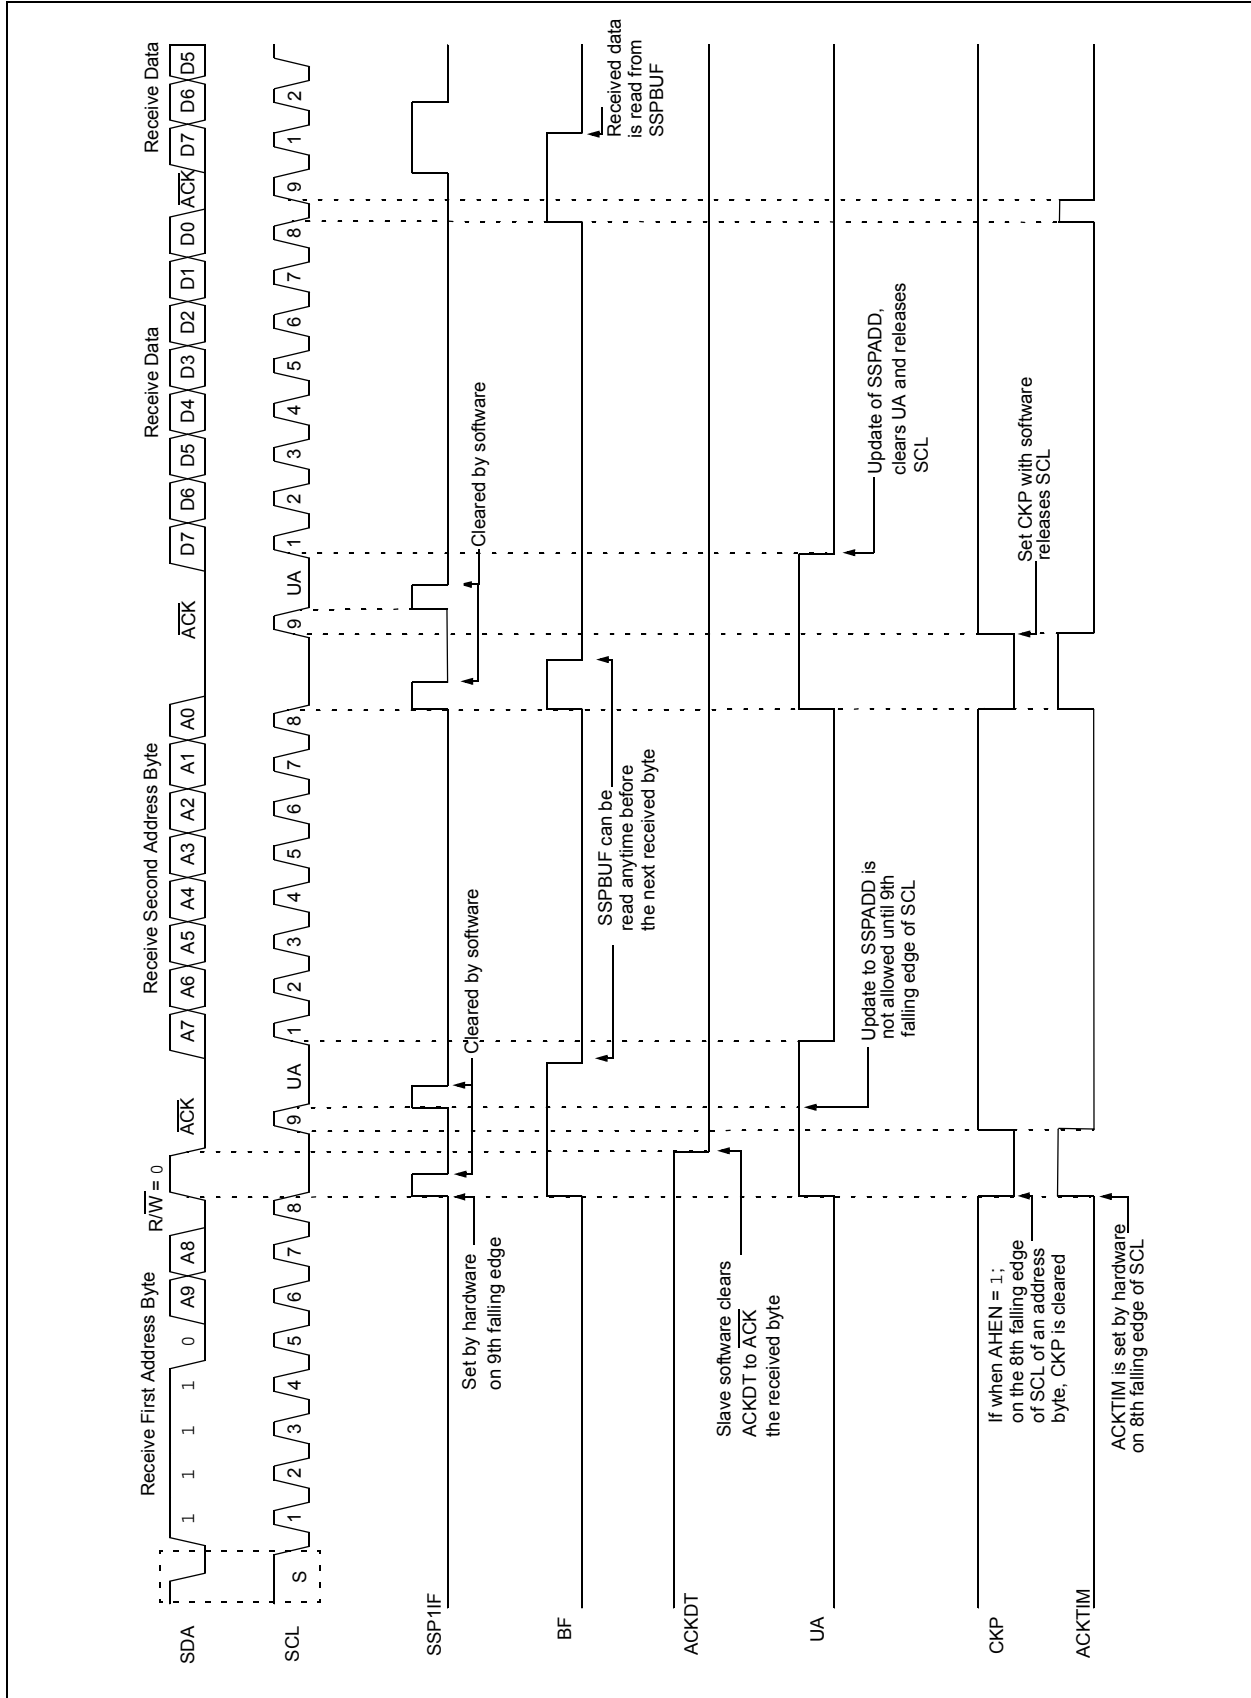 Receive First Address Byte
R/W = 0
Receive Second Address Byte
Receive Data
Receive Data
SDA
1 1 1 1 0 A9 A8
ACK
A7 A6 A5 A4 A3 A2 A1 A0
ACK
D7 D6 D5 D4 D3 D2 D1 D0
ACK
D7 D6 D5
SCL
S
1 2 3 4 5 6 7 8 9
UA
1 2 3 4 5 6 7 8 9
UA
1 2 3 4 5 6 7 8 9
1 2
SSP1IF
Set by hardware
on 9th falling edge
Cleared by software
Cleared by software
BF
SSPBUF can be
read anytime before
the next received byte
Received data
is read from
SSPBUF
ACKDT
Slave software clears
ACKDT to ACK
the received byte
UA
Update to SSPADD is
not allowed until 9th
falling edge of SCL
Update of SSPADD,
clears UA and releases
SCL
CKP
If when AHEN = 1;
on the 8th falling edge
of SCL of an address
byte, CKP is cleared
Set CKP with software
releases SCL
ACKTIM
ACKTIM is set by hardware
on 8th falling edge of SCL